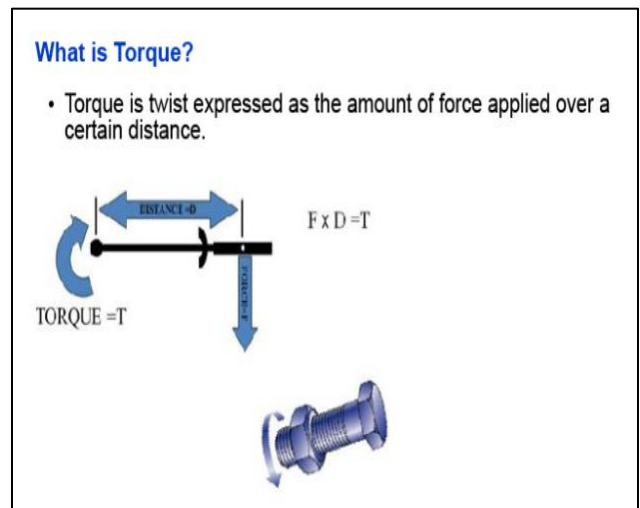 What is Torque?
• Torque is twist expressed as the amount of force applied over a
certain distance.
DISTANCE =D
F x D =T
FORCE=F
TORQUE =T